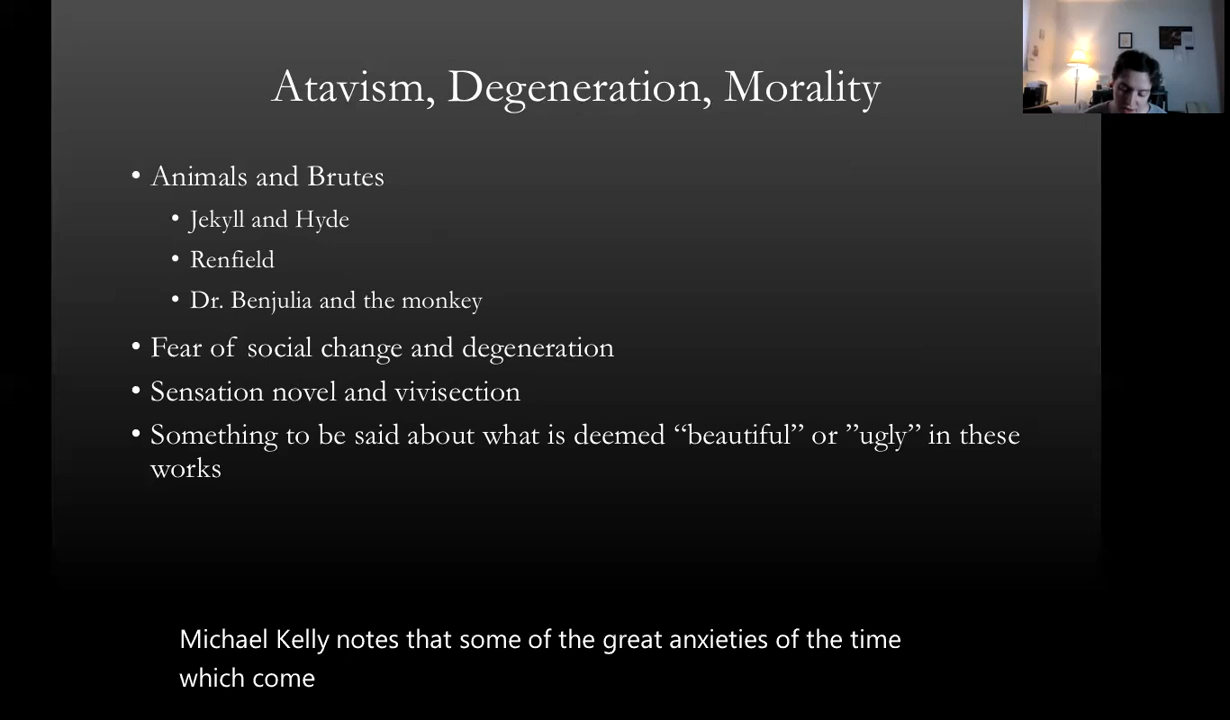 Atavism, Degeneration, Morality
• Animals and Brutes
• Jekyll and Hyde
• Renfield
• Dr. Benjulia and the monkey
• Fear of social change and degeneration
• Sensation novel and vivisection
• Something to be said about what is deemed “beautiful” or ”ugly” in these
works
Michael Kelly notes that some of the great anxieties of the time
which come